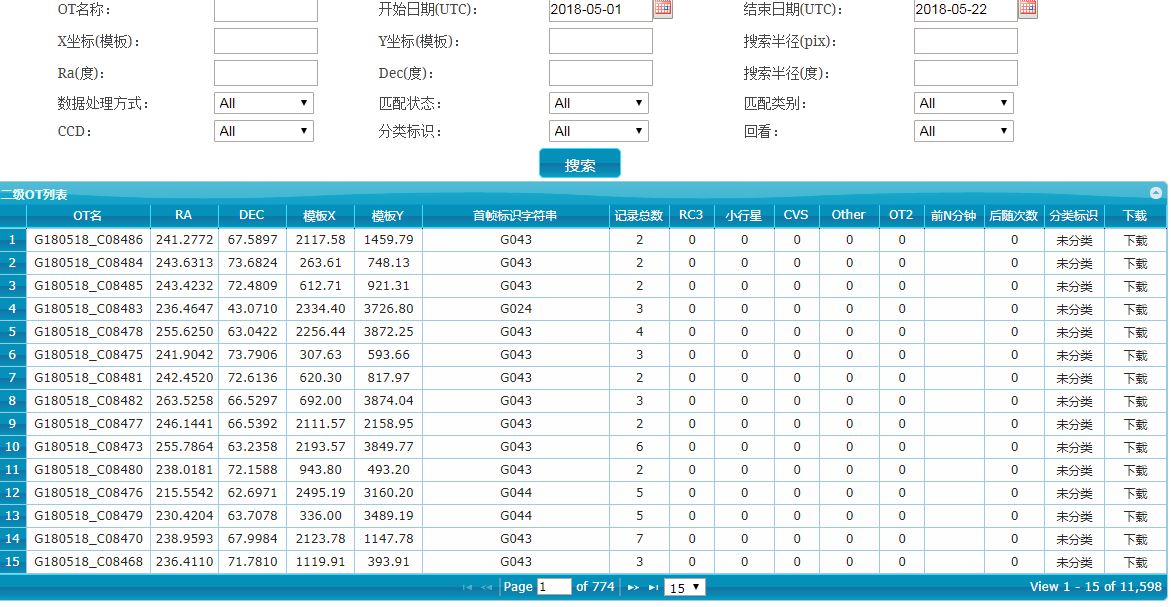 OT名称： 开始日期(UTC)： 2018-05-01 结束日期(UTC)： 2018-05-22
X坐标(模板)： Y坐标(模板)： 搜索半径(pix)：
Ra(度)： Dec(度)： 搜索半径(度)：
数据处理方式： All 匹配状态： All 匹配类别： All
CCD： All 分类标识： All 回看： All
搜索
二级OT列表
OT名 RA DEC 模板X 模板Y 首帧标识字符串 记录总数 RC3 小行星 CVS Other OT2 前N分钟 后随次数 分类标识 下载
1 G180518_C08486 241.2772 67.5897 2117.58 1459.79 G043 2 0 0 0 0 0 0 未分类 下载
2 G180518_C08484 243.6313 73.6824 263.61 748.13 G043 2 0 0 0 0 0 0 未分类 下载
3 G180518_C08485 243.4232 72.4809 612.71 921.31 G043 2 0 0 0 0 0 0 未分类 下载
4 G180518_C08483 236.4647 43.0710 2334.40 3726.80 G024 3 0 0 0 0 0 0 未分类 下载
5 G180518_C08478 255.6250 63.0422 2256.44 3872.25 G043 4 0 0 0 0 0 0 未分类 下载
6 G180518_C08475 241.9042 73.7906 307.63 593.66 G043 3 0 0 0 0 0 0 未分类 下载
7 G180518_C08481 242.4520 72.6136 620.30 817.97 G043 2 0 0 0 0 0 0 未分类 下载
8 G180518_C08482 263.5258 66.5297 692.00 3874.04 G043 3 0 0 0 0 0 0 未分类 下载
9 G180518_C08477 246.1441 66.5392 2111.57 2158.95 G043 2 0 0 0 0 0 0 未分类 下载
10 G180518_C08473 255.7864 63.2358 2193.57 3849.77 G043 6 0 0 0 0 0 0 未分类 下载
11 G180518_C08480 238.0181 72.1588 943.80 493.20 G043 2 0 0 0 0 0 0 未分类 下载
12 G180518_C08476 215.5542 62.6971 2495.19 3160.20 G044 5 0 0 0 0 0 0 未分类 下载
13 G180518_C08479 230.4204 63.7078 336.00 3489.19 G044 5 0 0 0 0 0 0 未分类 下载
14 G180518_C08470 238.9593 67.9984 2123.78 1147.78 G043 7 0 0 0 0 0 0 未分类 下载
15 G180518_C08468 236.4110 71.7810 1119.91 393.91 G043 3 0 0 0 0 0 0 未分类 下载
Page 1 of 774 15 View 1 - 15 of 11,598